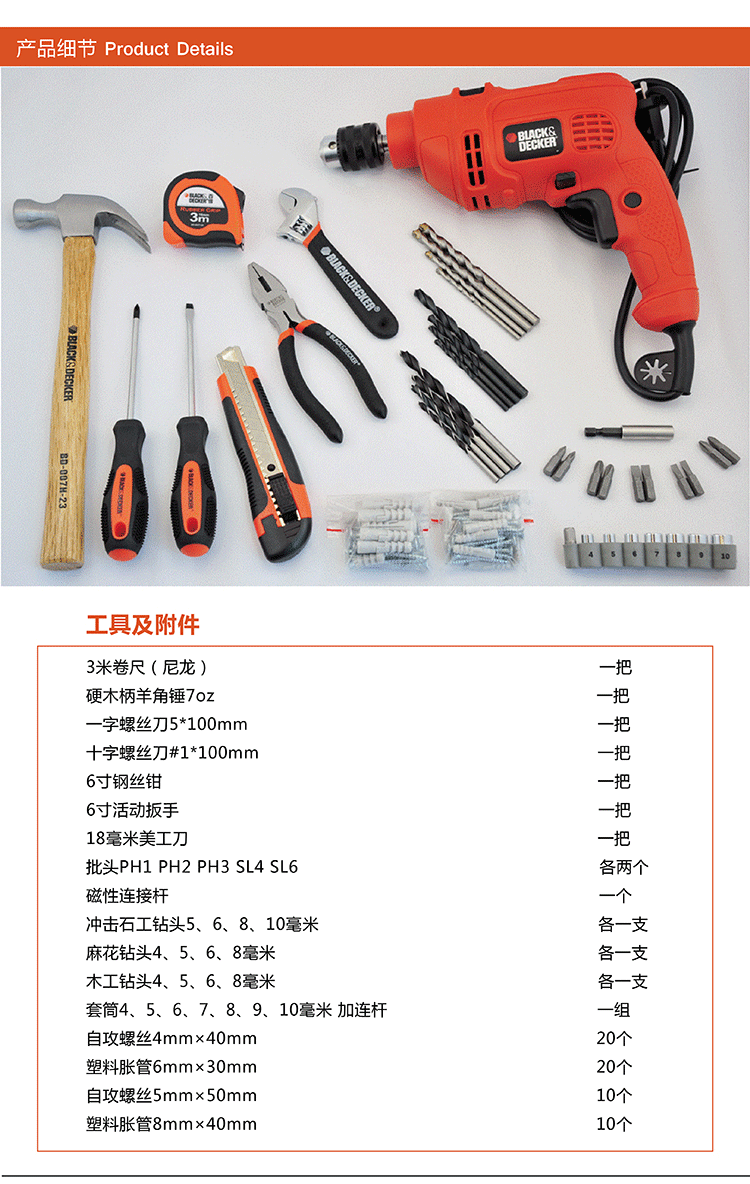 产品细节 Product Details
BLACK&
DECKER
BLACK&
DECKER
RUBBER GRIP
3m
BLACK&DECKER
BLACK&DECKER
BLACK&DECKER
BD-007H-23
BLACK&DECKER
BLACK&DECKER
4 5 6 7 8 9 10
工具及附件
3米卷尺（尼龙） 一把
硬木柄羊角锤7oz 一把
一字螺丝刀5*100mm 一把
十字螺丝刀#1*100mm 一把
6寸钢丝钳 一把
6寸活动扳手 一把
18毫米美工刀 一把
批头PH1 PH2 PH3 SL4 SL6 各两个
磁性连接杆 一个
冲击石工钻头5、6、8、10毫米 各一支
麻花钻头4、5、6、8毫米 各一支
木工钻头4、5、6、8毫米 各一支
套筒4、5、6、7、8、9、10毫米 加连杆 一组
自攻螺丝4mm×40mm 20个
塑料胀管6mm×30mm 20个
自攻螺丝5mm×50mm 10个
塑料胀管8mm×40mm 10个